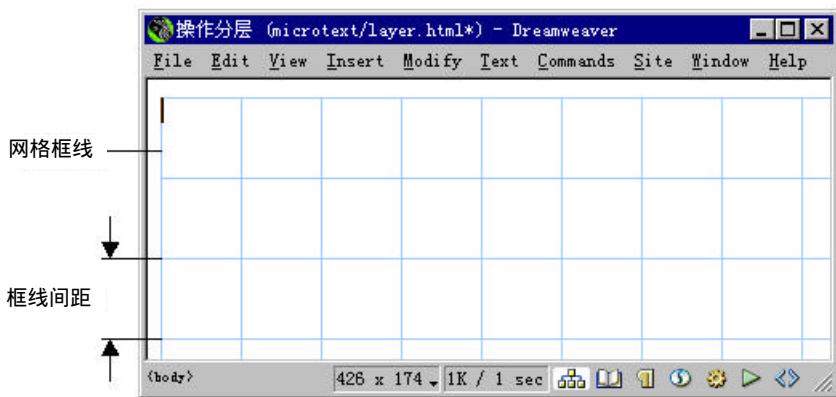 操作分层 (microtext/layer.html*) - Dreamweaver
File Edit View Insert Modify Text Commands Site Window Help
网格框线
框线间距
<body> 426 x 174 1K / 1 sec